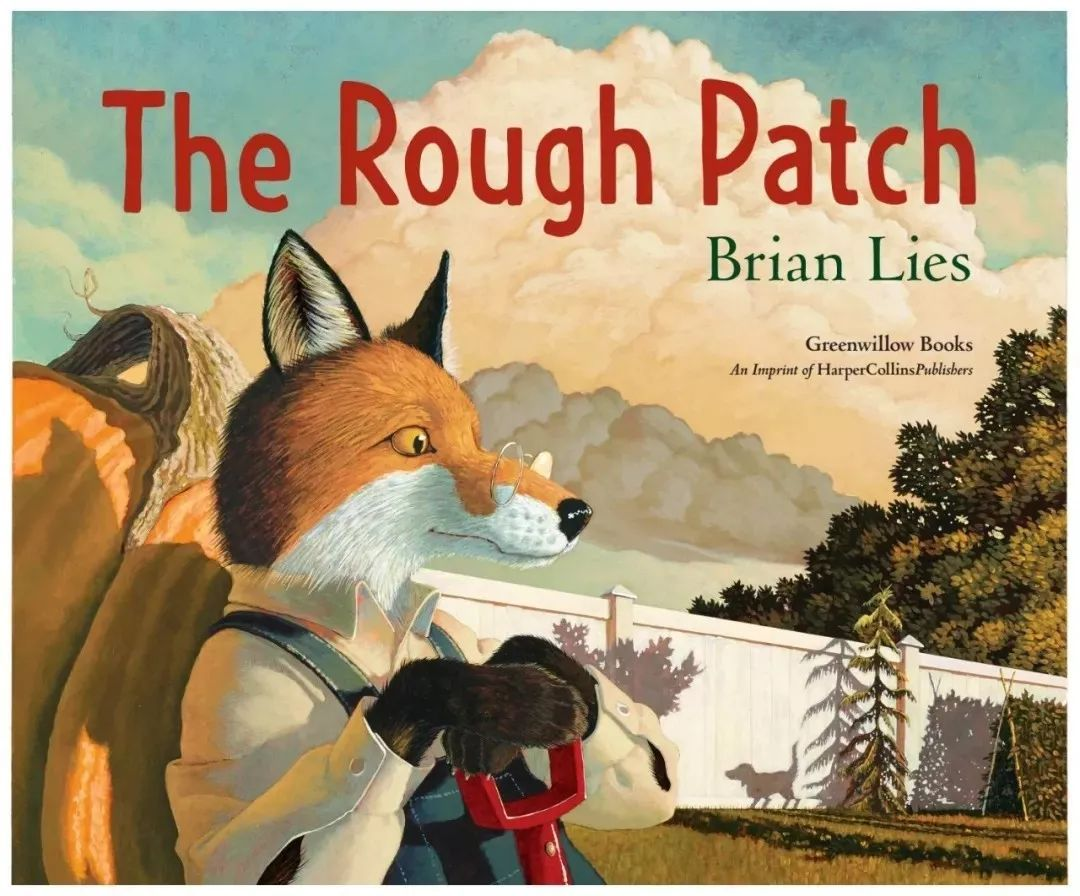 The Rough Patch
Brian Lies
Greenwillow Books
An Imprint of HarperCollinsPublishers